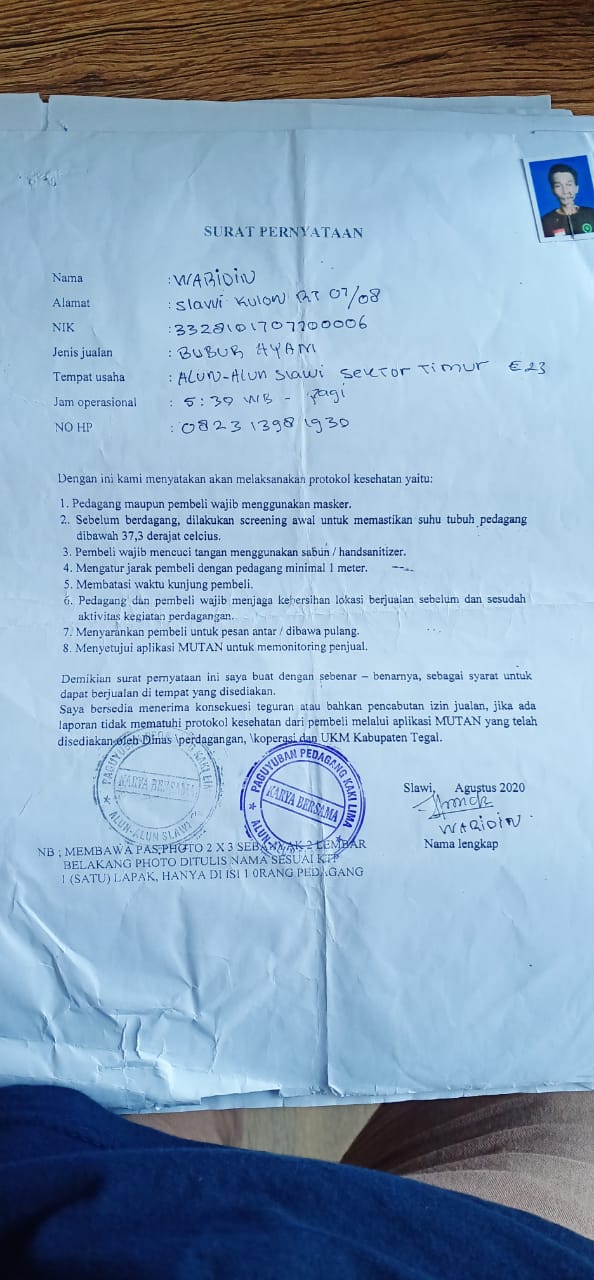 SURAT PERNYATAAN
Nama : WARIDIN
Alamat : Slawi Kulon RT 07/08
NIK : 3328101707700006
Jenis jualan : BUBUR AYAM
Tempat usaha : ALUN-ALUN Slawi Sektor Timur E23
Jam operasional : 5:30 WIB - Pagi
NO HP : 082313981930
Dengan ini kami menyatakan akan melaksanakan protokol kesehatan yaitu:
1. Pedagang maupun pembeli wajib menggunakan masker.
2. Sebelum berdagang, dilakukan screening awal untuk memastikan suhu tubuh pedagang
dibawah 37,3 derajat celcius.
3. Pembeli wajib mencuci tangan menggunakan sabun / handsanitizer.
4. Mengatur jarak pembeli dengan pedagang minimal 1 meter.
5. Membatasi waktu kunjung pembeli.
6. Pedagang dan pembeli wajib menjaga kebersihan lokasi berjualan sebelum dan sesudah
aktivitas kegiatan perdagangan.
7. Menyarankan pembeli untuk pesan antar / dibawa pulang.
8. Menyetujui aplikasi MUTAN untuk memonitoring penjual.
Demikian surat pernyataan ini saya buat dengan sebenar – benarnya, sebagai syarat untuk
dapat berjualan di tempat yang disediakan.
Saya bersedia menerima konsekuesi teguran atau bahkan pencabutan izin jualan, jika ada
laporan tidak mematuhi protokol kesehatan dari pembeli melalui aplikasi MUTAN yang telah
disediakan oleh Dinas \perdagangan, \koperasi dan UKM Kabupaten Tegal.
PAGUYUBAN PEDAGANG KAKI LIMA
KARYA BERSAMA
ALUN-ALUN SLAWI
PAGUYUBAN PEDAGANG KAKI LIMA
KARYA BERSAMA
ALUN-
Slawi, Agustus 2020
WARIDIN
Nama lengkap
NB ; MEMBAWA PAS PHOTO 2 X 3 SEBANYAK 2 LEMBAR
BELAKANG PHOTO DITULIS NAMA SESUAI KTP
1 (SATU) LAPAK, HANYA DI ISI 1 0RANG PEDAGANG